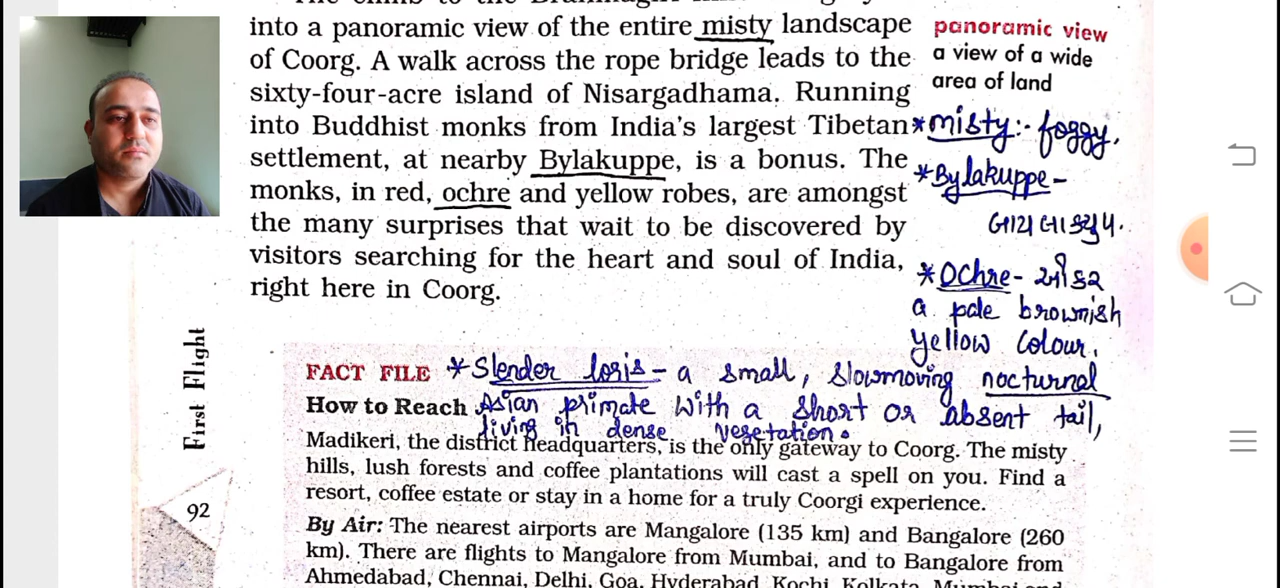 into a panoramic view of the entire misty landscape
of Coorg. A walk across the rope bridge leads to the
sixty-four-acre island of Nisargadhama. Running
into Buddhist monks from India's largest Tibetan
settlement, at nearby Bylakuppe, is a bonus. The
monks, in red, ochre and yellow robes, are amongst
the many surprises that wait to be discovered by
visitors searching for the heart and soul of India,
right here in Coorg.
panoramic view
a view of a wide
area of land
*misty:- foggy.
*Bylakuppe-
*Ochre- ઓકર
a pale brownish
yellow colour.
First Flight
92
FACT FILE
*Slender loris - a small, slowmoving nocturnal
Asian primate with a short or absent tail,
living in dense vegetation.
How to Reach
Madikeri, the district headquarters, is the only gateway to Coorg. The misty
hills, lush forests and coffee plantations will cast a spell on you. Find a
resort, coffee estate or stay in a home for a truly Coorgi experience.
By Air: The nearest airports are Mangalore (135 km) and Bangalore (260
km). There are flights to Mangalore from Mumbai, and to Bangalore from
Ahmedabad, Chennai, Delhi, Goa, Hyderabad, Kochi, Kolkata, Mumbai and